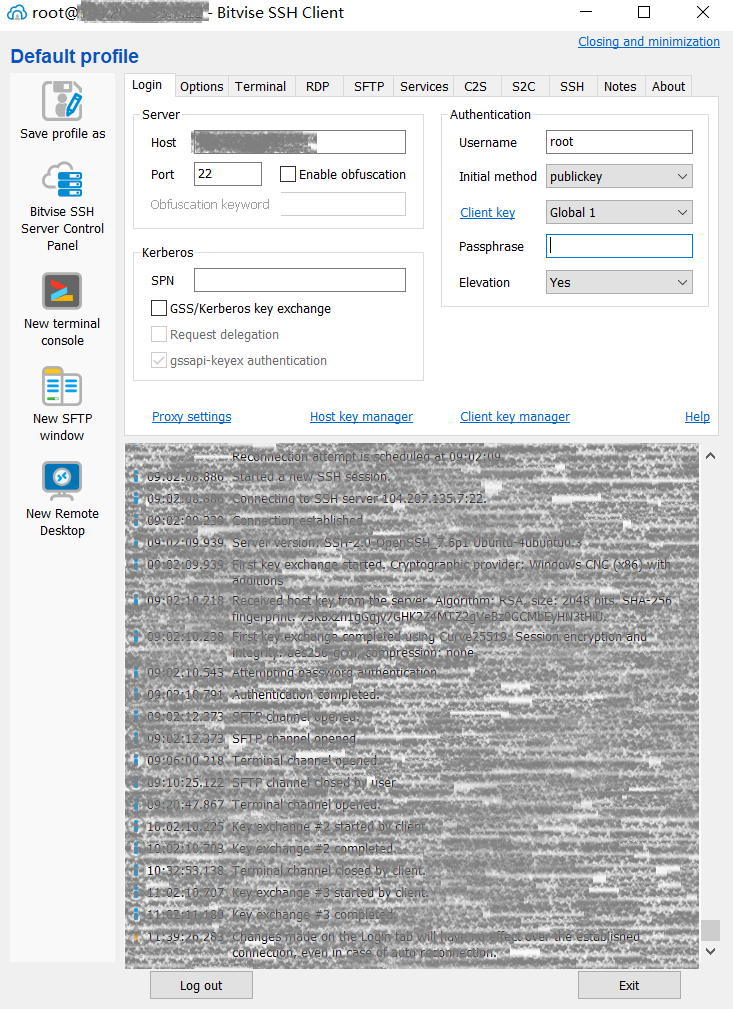 root@ - Bitvise SSH Client
Closing and minimization
Default profile
Save profile as
Bitvise SSH
Server Control
Panel
New terminal
console
New SFTP
window
New Remote
Desktop
Login Options Terminal RDP SFTP Services C2S S2C SSH Notes About
Server
Host
Port 22 Enable obfuscation
Obfuscation keyword
Kerberos
SPN
GSS/Kerberos key exchange
Request delegation
gssapi-keyex authentication
Authentication
Username root
Initial method publickey
Client key Global 1
Passphrase
Elevation Yes
Proxy settings Host key manager Client key manager Help
Reconnection attempt is scheduled at 09:02:09
09:02:08.886 Started a new SSH session.
09:02:08.886 Connecting to SSH server
09:02:09.239 Connection established
09:02:09.939 Server version: SSH-2.0-OpenSSH_7.6p1 Ubuntu-4ubuntu0.3
09:02:09.939 First key exchange started. Cryptographic provider: Windows CNG (x86) with
additions
09:02:10.218 Received host key from the server. Algorithm: RSA, size: 2048 bits, SHA-256
fingerprint:
09:02:10.238 First key exchange completed using Curve25519. Session encryption and
integrity: aes256-gcm, compression: none.
09:02:10.543 Attempting password authentication.
09:02:10.791 Authentication completed.
09:02:12.373 SFTP channel opened.
09:02:12.373 SFTP channel opened
09:06:00.218 Terminal channel opened.
09:10:25.122 SFTP channel closed by user
09:20:47.867 Terminal channel opened.
10:02:10.225 Key exchange #2 started by client.
10:02:10.703 Key exchange #2 completed.
10:32:53.138 Terminal channel closed by client.
11:02:10.707 Key exchange #3 started by client.
11:02:11.180 Key exchange #3 completed
11:39:26.283 Changes made on the Login tab will have no effect over the established
connection, even in case of auto reconnection.
Log out Exit